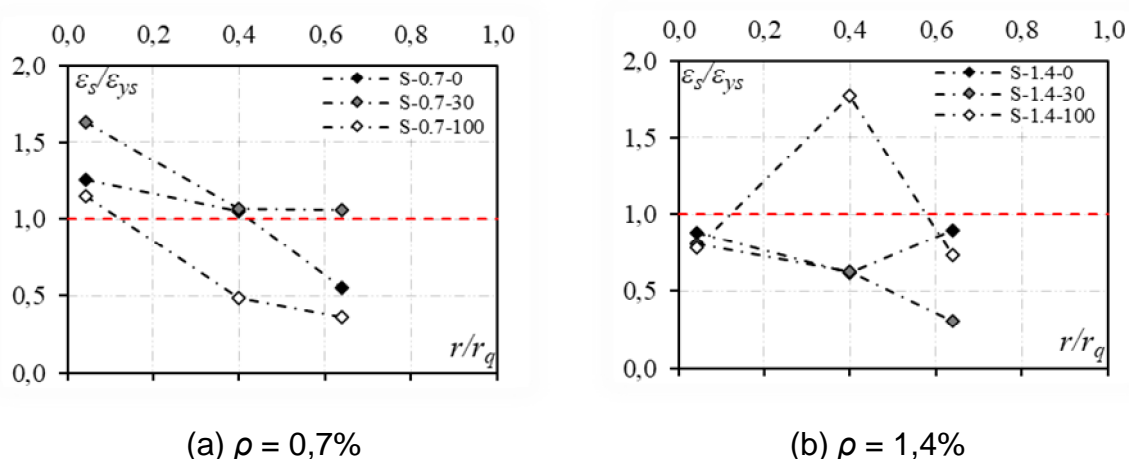 0,0 0,2 0,4 0,6 0,8 1,0
2,0
εs/εys
S-0.7-0
S-0.7-30
S-0.7-100
1,5
1,0
0,5
r/rq
0,0
(a) ρ = 0,7%
0,0 0,2 0,4 0,6 0,8 1,0
2,0
εs/εys
S-1.4-0
S-1.4-30
S-1.4-100
1,5
1,0
0,5
r/rq
0,0
(b) ρ = 1,4%